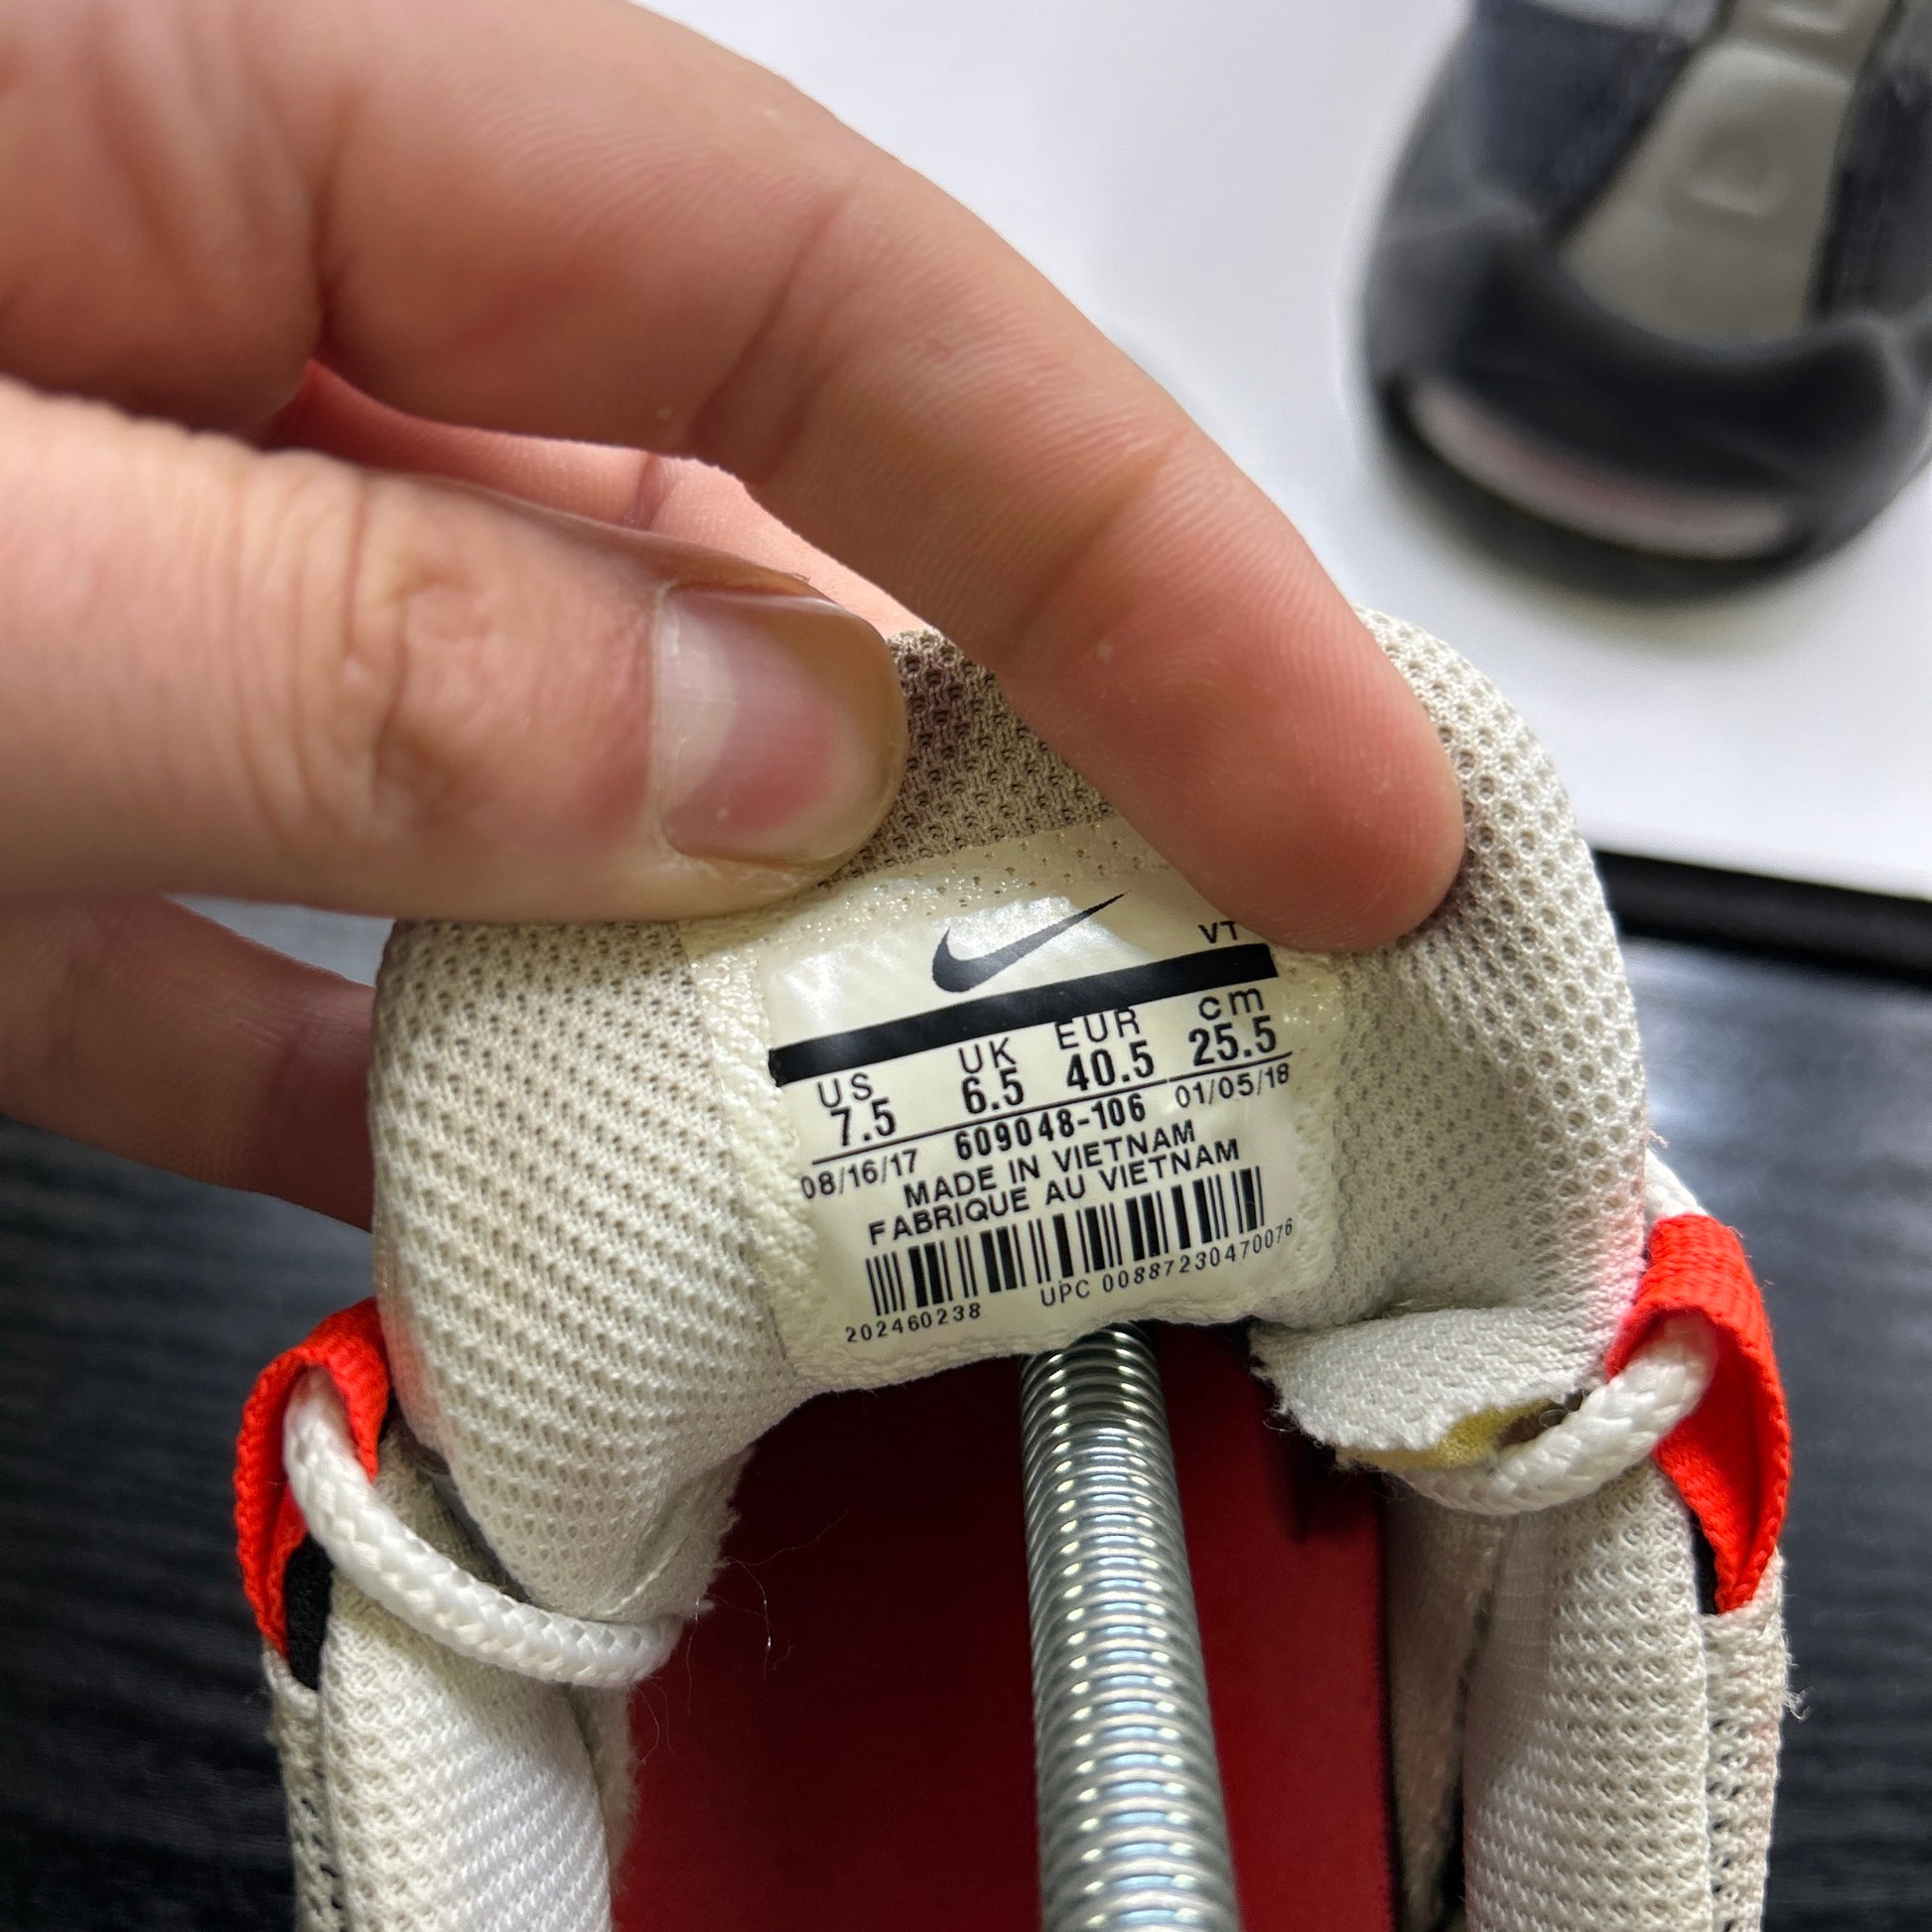 VT
US UK EUR cm
7.5 6.5 40.5 25.5
08/16/17 609048-106 01/05/18
MADE IN VIETNAM
FABRIQUE AU VIETNAM
202460238 UPC 00887230470076